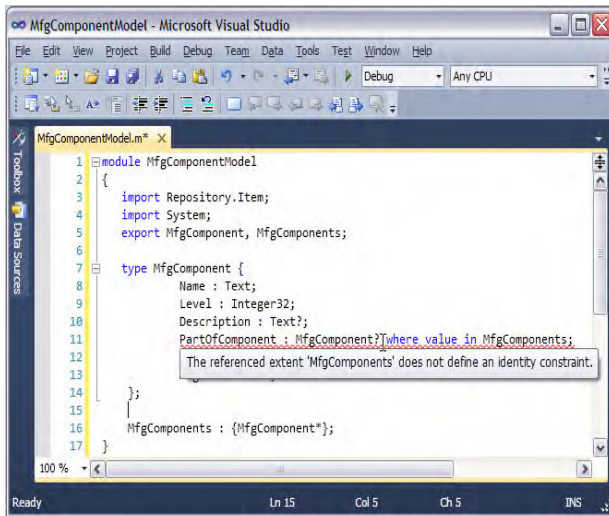 MfgComponentModel - Microsoft Visual Studio
File Edit View Project Build Debug Team Data Tools Test Window Help
Debug Any CPU
MfgComponentModel.m* X
Toolbox
Data Sources
1 module MfgComponentModel
2 {
3 import Repository.Item;
4 import System;
5 export MfgComponent, MfgComponents;
6
7 type MfgComponent {
8 Name : Text;
9 Level : Integer32;
10 Description : Text?;
11 PartOfComponent : MfgComponent? where value in MfgComponents;
12
The referenced extent 'MfgComponents' does not define an identity constraint.
13
14 };
15
16 MfgComponents : {MfgComponent*};
17 }
100 %
Ready Ln 15 Col 5 Ch 5 INS